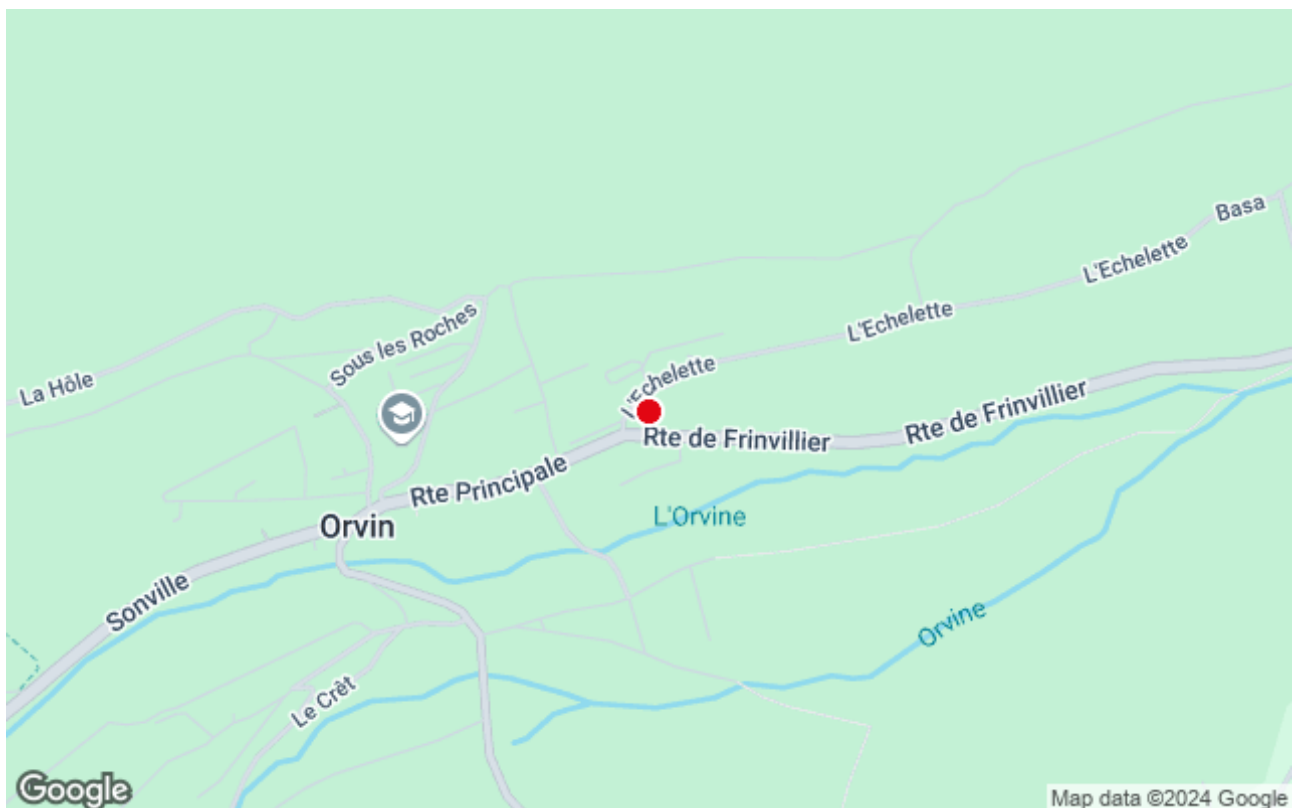 Basa
L'Echelette
L'Echelette
Sous les Roches
La Hôle
L'Echelette
Rte de Frinvillier
Rte de Frinvillier
Rte Principale
L'Orvine
Orvin
Sonville
Orvine
Le Crêt
Google
Map data ©2024 Google